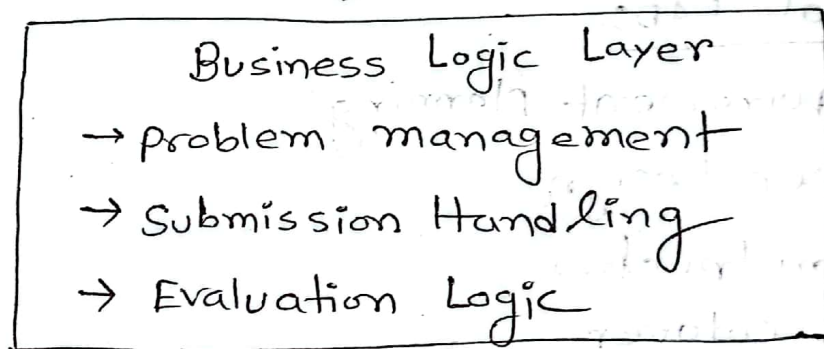 Business Logic Layer
→ problem management
→ Submission Handling
→ Evaluation Logic